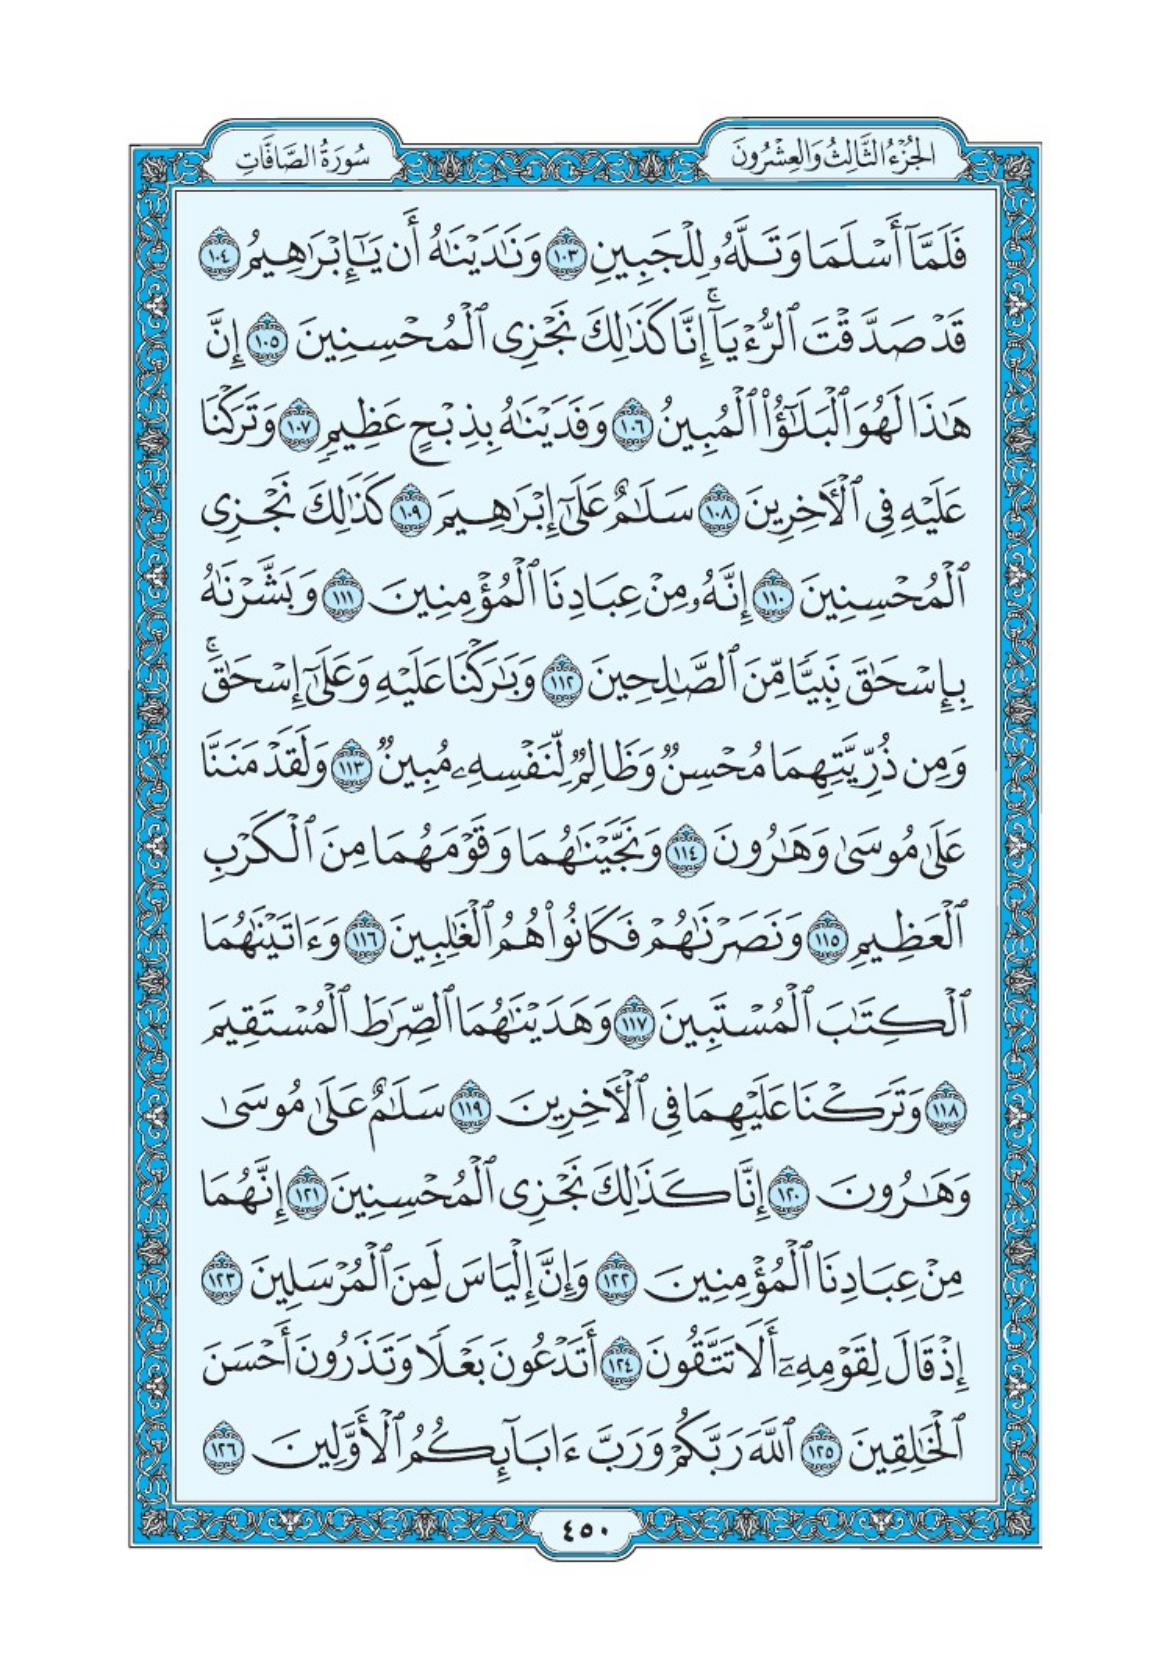 الجُزْءُ الثَّالِثُ وَالعِشْرُونَ
سُورَةُ الصَّافَّاتِ
فَلَمَّآ أَسْلَمَا وَتَلَّهُۥ لِلْجَبِينِ ١٠٣ وَنَٰدَيْنَٰهُ أَن يَٰٓإِبْرَٰهِيمُ ١٠٤
قَدْ صَدَّقْتَ ٱلرُّءْيَآ ۚ إِنَّا كَذَٰلِكَ نَجْزِى ٱلْمُحْسِنِينَ ١٠٥ إِنَّ
هَٰذَا لَهُوَ ٱلْبَلَٰٓؤُا۟ ٱلْمُبِينُ ١٠٦ وَفَدَيْنَٰهُ بِذِبْحٍ عَظِيمٍ ١٠٧ وَتَرَكْنَا
عَلَيْهِ فِى ٱلْأَخِرِينَ ١٠٨ سَلَٰمٌ عَلَىٰٓ إِبْرَٰهِيمَ ١٠٩ كَذَٰلِكَ نَجْزِى
ٱلْمُحْسِنِينَ ١١٠ إِنَّهُۥ مِنْ عِبَادِنَا ٱلْمُؤْمِنِينَ ١١١ وَبَشَّرْنَٰهُ
بِإِسْحَٰقَ نَبِيًّا مِّنَ ٱلصَّٰلِحِينَ ١١٢ وَبَٰرَكْنَا عَلَيْهِ وَعَلَىٰٓ إِسْحَٰقَ ۚ
وَمِن ذُرِّيَّتِهِمَا مُحْسِنٌ وَظَالِمٌ لِّنَفْسِهِۦ مُبِينٌ ١١٣ وَلَقَدْ مَنَنَّا
عَلَىٰ مُوسَىٰ وَهَٰرُونَ ١١٤ وَنَجَّيْنَٰهُمَا وَقَوْمَهُمَا مِنَ ٱلْكَرْبِ
ٱلْعَظِيمِ ١١٥ وَنَصَرْنَٰهُمْ فَكَانُوا۟ هُمُ ٱلْغَٰلِبِينَ ١١٦ وَءَاتَيْنَٰهُمَا
ٱلْكِتَٰبَ ٱلْمُسْتَبِينَ ١١٧ وَهَدَيْنَٰهُمَا ٱلصِّرَٰطَ ٱلْمُسْتَقِيمَ
١١٨ وَتَرَكْنَا عَلَيْهِمَا فِى ٱلْأَخِرِينَ ١١٩ سَلَٰمٌ عَلَىٰ مُوسَىٰ
وَهَٰرُونَ ١٢٠ إِنَّا كَذَٰلِكَ نَجْزِى ٱلْمُحْسِنِينَ ١٢١ إِنَّهُمَا
مِنْ عِبَادِنَا ٱلْمُؤْمِنِينَ ١٢٢ وَإِنَّ إِلْيَاسَ لَمِنَ ٱلْمُرْسَلِينَ ١٢٣
إِذْ قَالَ لِقَوْمِهِۦٓ أَلَا تَتَّقُونَ ١٢٤ أَتَدْعُونَ بَعْلًا وَتَذَرُونَ أَحْسَنَ
ٱلْخَٰلِقِينَ ١٢٥ ٱللَّهَ رَبَّكُمْ وَرَبَّ ءَابَآئِكُمُ ٱلْأَوَّلِينَ ١٢٦
٤٥٠